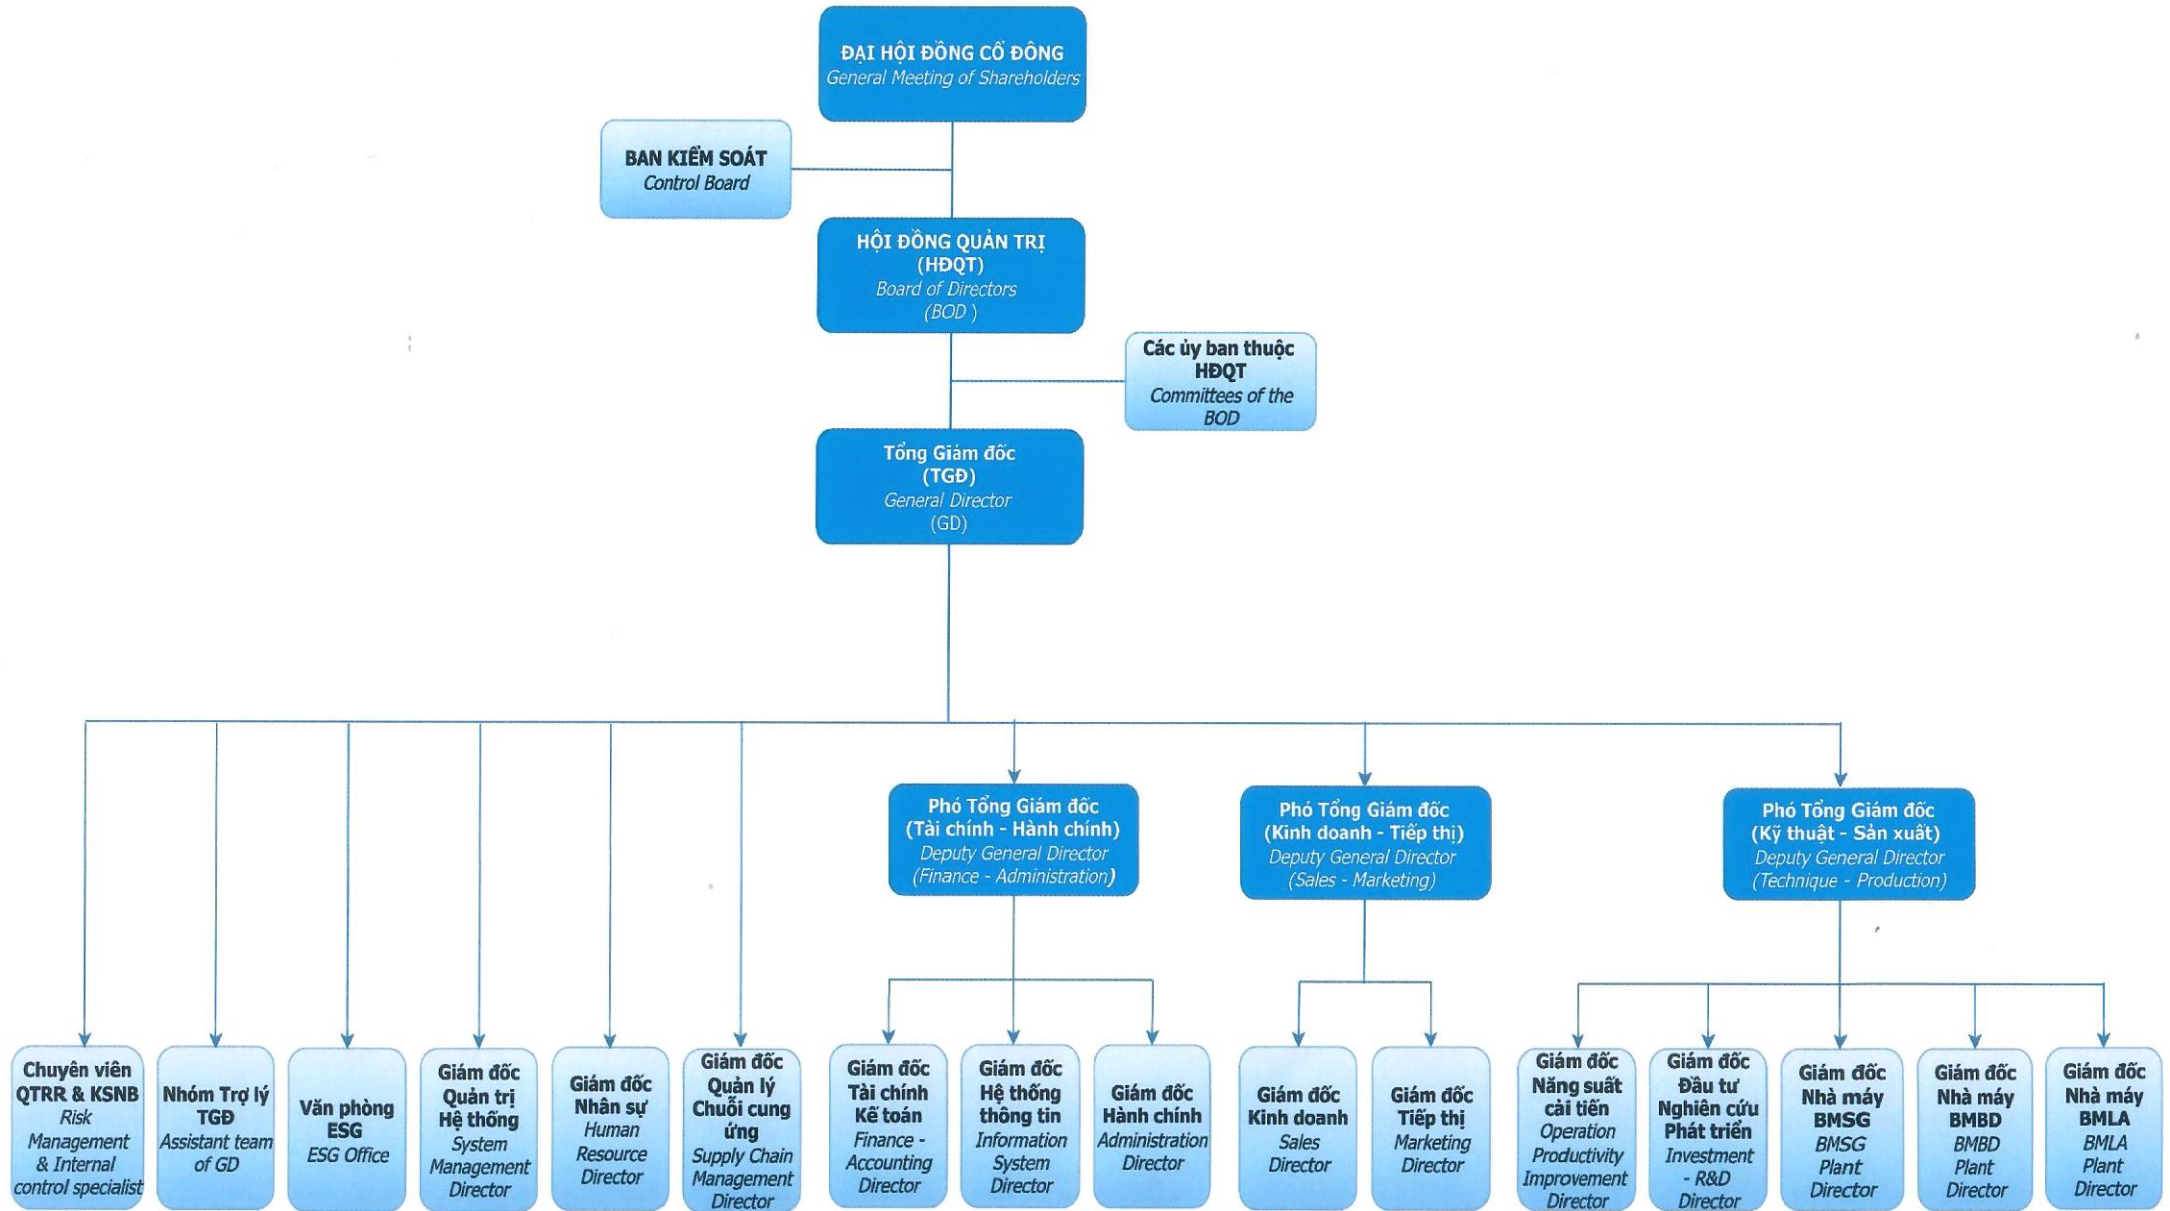 ĐẠI HỘI ĐỒNG CỔ ĐÔNG
General Meeting of Shareholders
BAN KIỂM SOÁT
Control Board
HỘI ĐỒNG QUẢN TRỊ
(HĐQT)
Board of Directors
(BOD )
Các ủy ban thuộc
HĐQT
Committees of the
BOD
Tổng Giám đốc
(TGĐ)
General Director
(GD)
Phó Tổng Giám đốc
(Tài chính - Hành chính)
Deputy General Director
(Finance - Administration)
Phó Tổng Giám đốc
(Kinh doanh - Tiếp thị)
Deputy General Director
(Sales - Marketing)
Phó Tổng Giám đốc
(Kỹ thuật - Sản xuất)
Deputy General Director
(Technique - Production)
Chuyên viên
QTRR & KSNB
Risk
Management
& Internal
control specialist
Nhóm Trợ lý
TGĐ
Assistant team
of GD
Văn phòng
ESG
ESG Office
Giám đốc
Quản trị
Hệ thống
System
Management
Director
Giám đốc
Nhân sự
Human
Resource
Director
Giám đốc
Quản lý
Chuỗi cung
ứng
Supply Chain
Management
Director
Giám đốc
Tài chính
Kế toán
Finance -
Accounting
Director
Giám đốc
Hệ thống
thông tin
Information
System
Director
Giám đốc
Hành chính
Administration
Director
Giám đốc
Kinh doanh
Sales
Director
Giám đốc
Tiếp thị
Marketing
Director
Giám đốc
Năng suất
cải tiến
Operation
Productivity
Improvement
Director
Giám đốc
Đầu tư
Nghiên cứu
Phát triển
Investment
- R&D
Director
Giám đốc
Nhà máy
BMSG
BMSG
Plant
Director
Giám đốc
Nhà máy
BMBD
BMBD
Plant
Director
Giám đốc
Nhà máy
BMLA
BMLA
Plant
Director